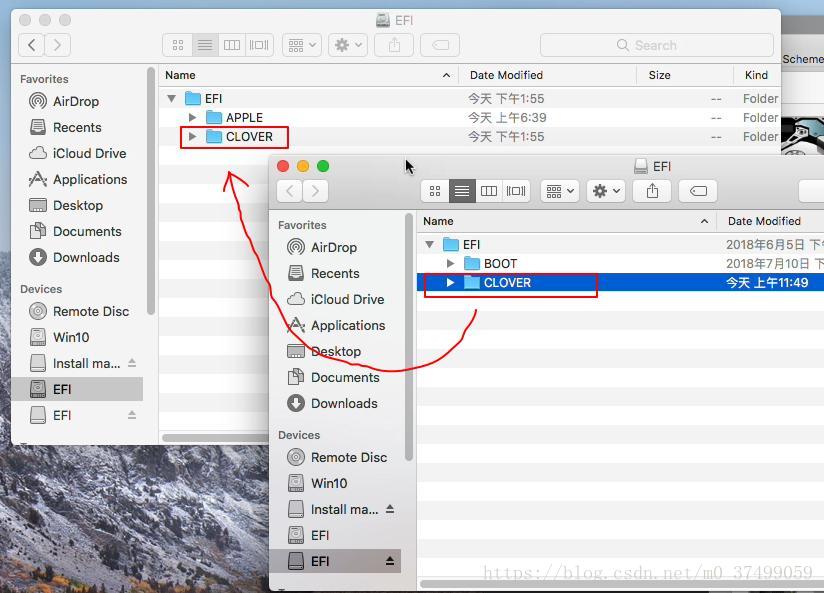 EFI
Search
Scheme
Favorites
AirDrop
Recents
iCloud Drive
Applications
Desktop
Documents
Downloads
Devices
Remote Disc
Win10
Install ma...
EFI
EFI
Name Date Modified Size Kind
EFI 今天 下午1:55 -- Folder
APPLE 今天 上午6:39 -- Folder
CLOVER 今天 下午1:55 -- Folder
EFI
Favorites
AirDrop
Recents
iCloud Drive
Applications
Desktop
Documents
Downloads
Devices
Remote Disc
Win10
Install ma...
EFI
EFI
Name Date Modified
EFI 2018年6月5日 下午
BOOT 2018年7月10日 下
CLOVER 今天 上午11:49
https://blog.csdn.net/m0_37499059